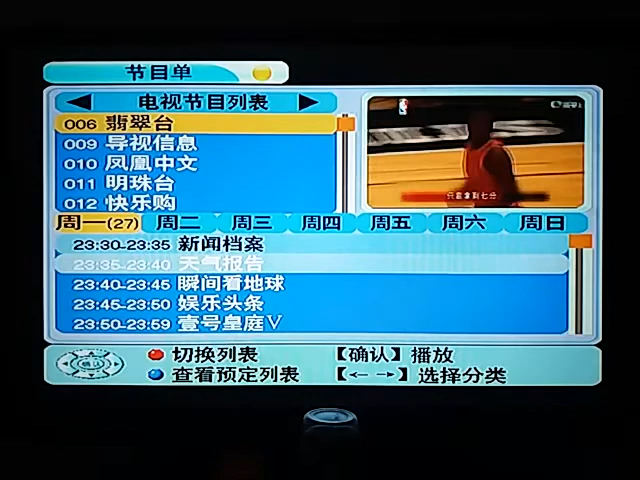 节目单
电视节目列表
006 翡翠台
009 导视信息
010 凤凰中文
011 明珠台
012 快乐购
周一(27) 周二 周三 周四 周五 周六 周日
23:30-23:35 新闻档案
23:35-23:40 天气报告
23:40-23:45 瞬间看地球
23:45-23:50 娱乐头条
23:50-23:59 壹号皇庭V
确认
切换列表 【确认】播放
查看预定列表 【←- -→】选择分类